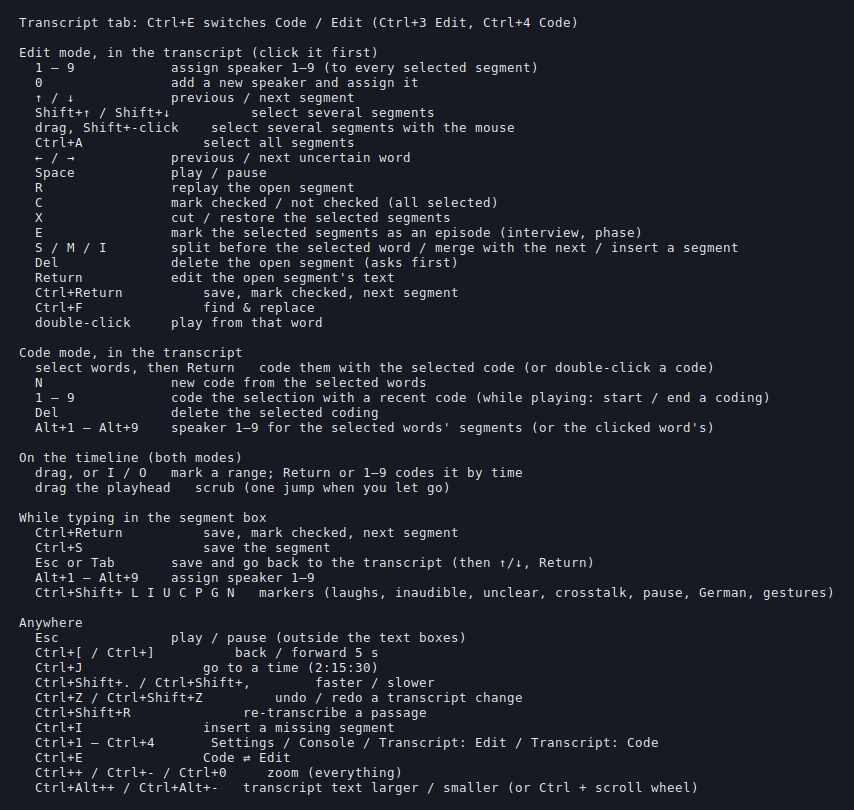 Transcript tab: Ctrl+E switches Code / Edit (Ctrl+3 Edit, Ctrl+4 Code)

Edit mode, in the transcript (click it first)
  1 – 9            assign speaker 1–9 (to every selected segment)
  0                add a new speaker and assign it
  ↑ / ↓            previous / next segment
  Shift+↑ / Shift+↓          select several segments
  drag, Shift+-click    select several segments with the mouse
  Ctrl+A               select all segments
  ← / →            previous / next uncertain word
  Space            play / pause
  R                replay the open segment
  C                mark checked / not checked (all selected)
  X                cut / restore the selected segments
  E                mark the selected segments as an episode (interview, phase)
  S / M / I        split before the selected word / merge with the next / insert a segment
  Del              delete the open segment (asks first)
  Return           edit the open segment's text
  Ctrl+Return          save, mark checked, next segment
  Ctrl+F               find & replace
  double-click     play from that word

Code mode, in the transcript
  select words, then Return   code them with the selected code (or double-click a code)
  N                new code from the selected words
  1 – 9            code the selection with a recent code (while playing: start / end a coding)
  Del              delete the selected coding
  Alt+1 – Alt+9    speaker 1–9 for the selected words' segments (or the clicked word's)

On the timeline (both modes)
  drag, or I / O   mark a range; Return or 1–9 codes it by time
  drag the playhead   scrub (one jump when you let go)

While typing in the segment box
  Ctrl+Return          save, mark checked, next segment
  Ctrl+S               save the segment
  Esc or Tab       save and go back to the transcript (then ↑/↓, Return)
  Alt+1 – Alt+9    assign speaker 1–9
  Ctrl+Shift+ L I U C P G N   markers (laughs, inaudible, unclear, crosstalk, pause, German, gestures)

Anywhere
  Esc              play / pause (outside the text boxes)
  Ctrl+[ / Ctrl+]          back / forward 5 s
  Ctrl+J               go to a time (2:15:30)
  Ctrl+Shift+. / Ctrl+Shift+,        faster / slower
  Ctrl+Z / Ctrl+Shift+Z         undo / redo a transcript change
  Ctrl+Shift+R              re-transcribe a passage
  Ctrl+I               insert a missing segment
  Ctrl+1 – Ctrl+4       Settings / Console / Transcript: Edit / Transcript: Code
  Ctrl+E               Code ⇄ Edit
  Ctrl++ / Ctrl+- / Ctrl+0     zoom (everything)
  Ctrl+Alt++ / Ctrl+Alt+-   transcript text larger / smaller (or Ctrl + scroll wheel)